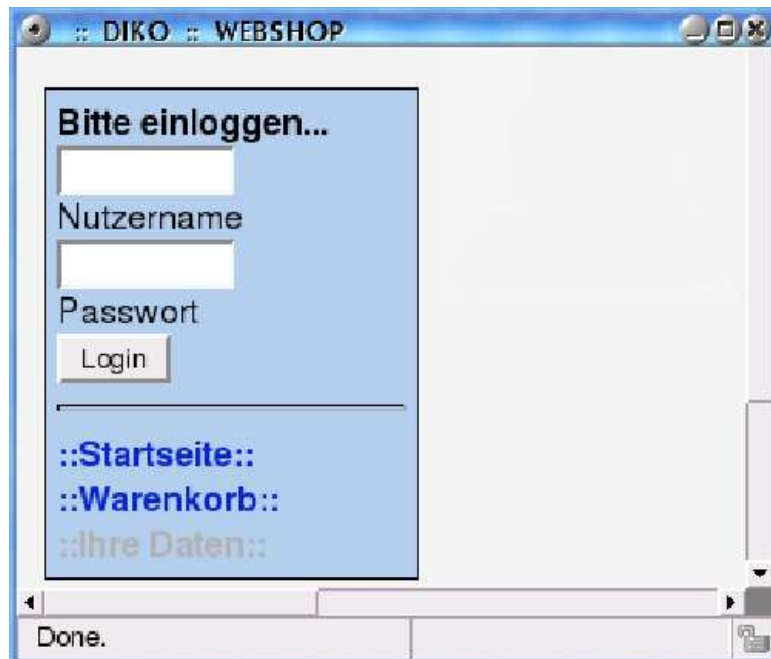 :: DIKO :: WEBSHOP
Bitte einloggen...
Nutzername
Passwort
Login
::Startseite::
::Warenkorb::
::Ihre Daten::
Done.